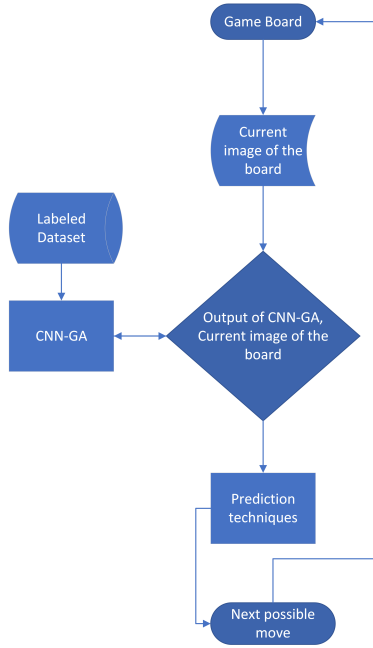 Game Board
Current
image of the
board
Labeled
Dataset
CNN-GA
Output of CNN-GA,
Current image of the
board
Prediction
techniques
Next possible
move